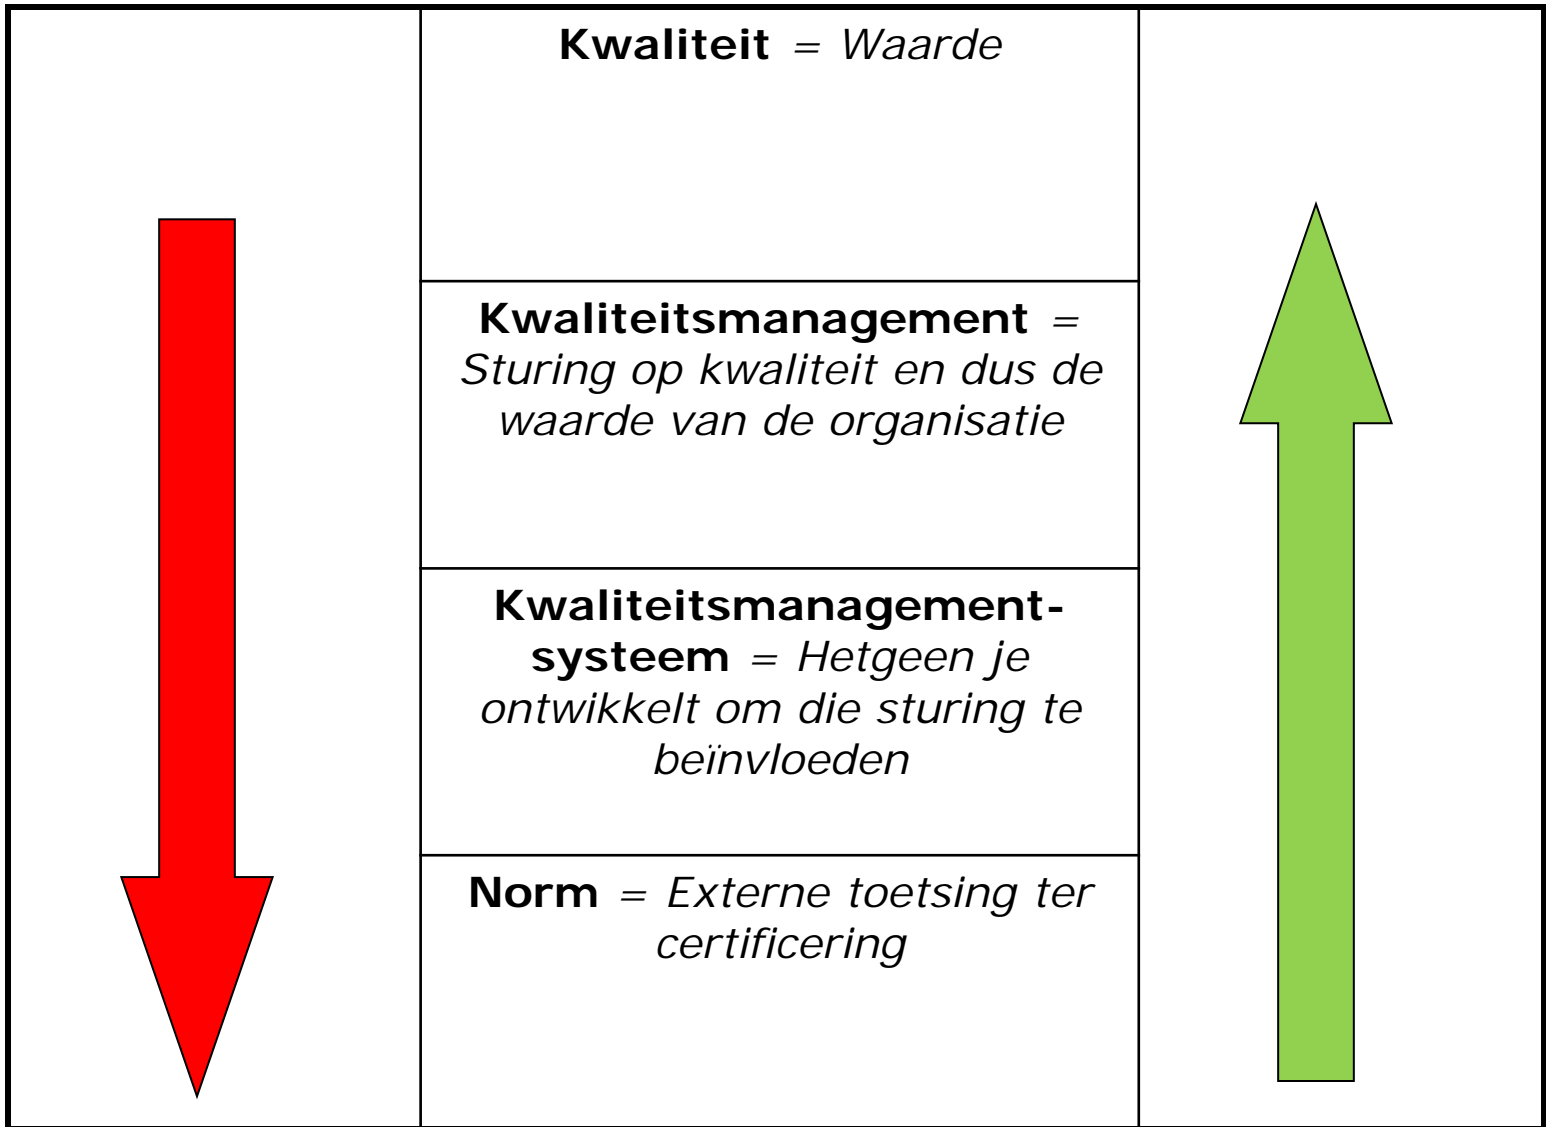 Kwaliteit = Waarde
Kwaliteitsmanagement =
Sturing op kwaliteit en dus de
waarde van de organisatie
Kwaliteitsmanagement-
systeem = Hetgeen je
ontwikkelt om die sturing te
beïnvloeden
Norm = Externe toetsing ter
certificering